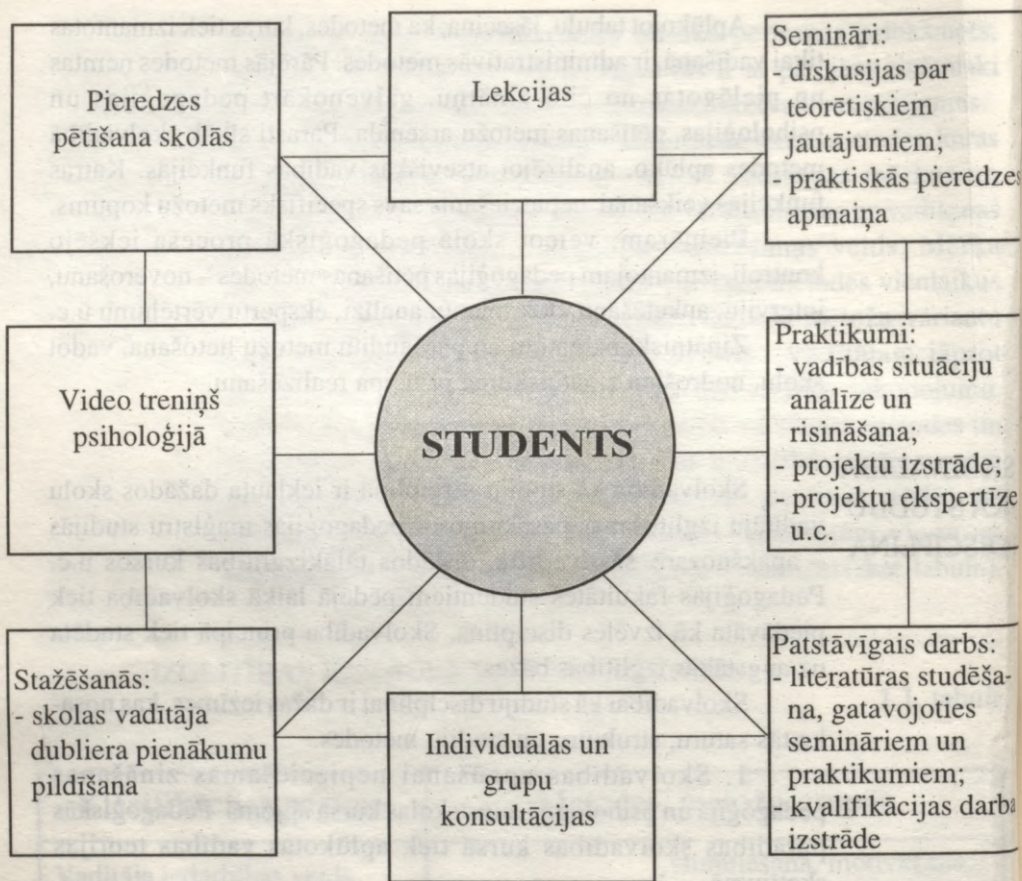 Pieredzes
pētīšana skolās
Lekcijas
Semināri:
- diskusijas par
teorētiskiem
jautājumiem;
- praktiskās pieredzes
apmaiņa
Video treniņš
psiholoģijā
STUDENTS
Praktikumi:
- vadības situāciju
analīze un
risināšana;
- projektu izstrāde;
- projektu ekspertīze
u.c.
Stažēšanās:
- skolas vadītāja
dubliera pienākumu
pildīšana
Individuālās un
grupu
konsultācijas
Patstāvīgais darbs:
- literatūras studēša-
na, gatavojoties
semināriem un
praktikumiem;
- kvalifikācijas darba
izstrāde